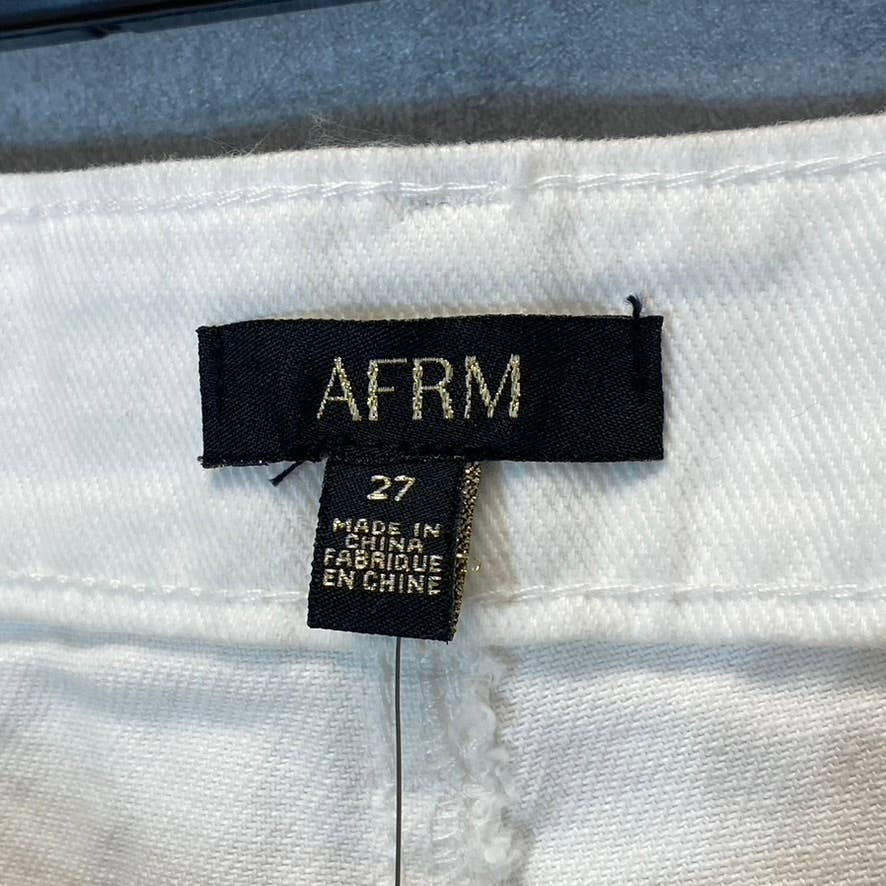 AFRM
27
MADE IN
CHINA
FABRIQUE
EN CHINE